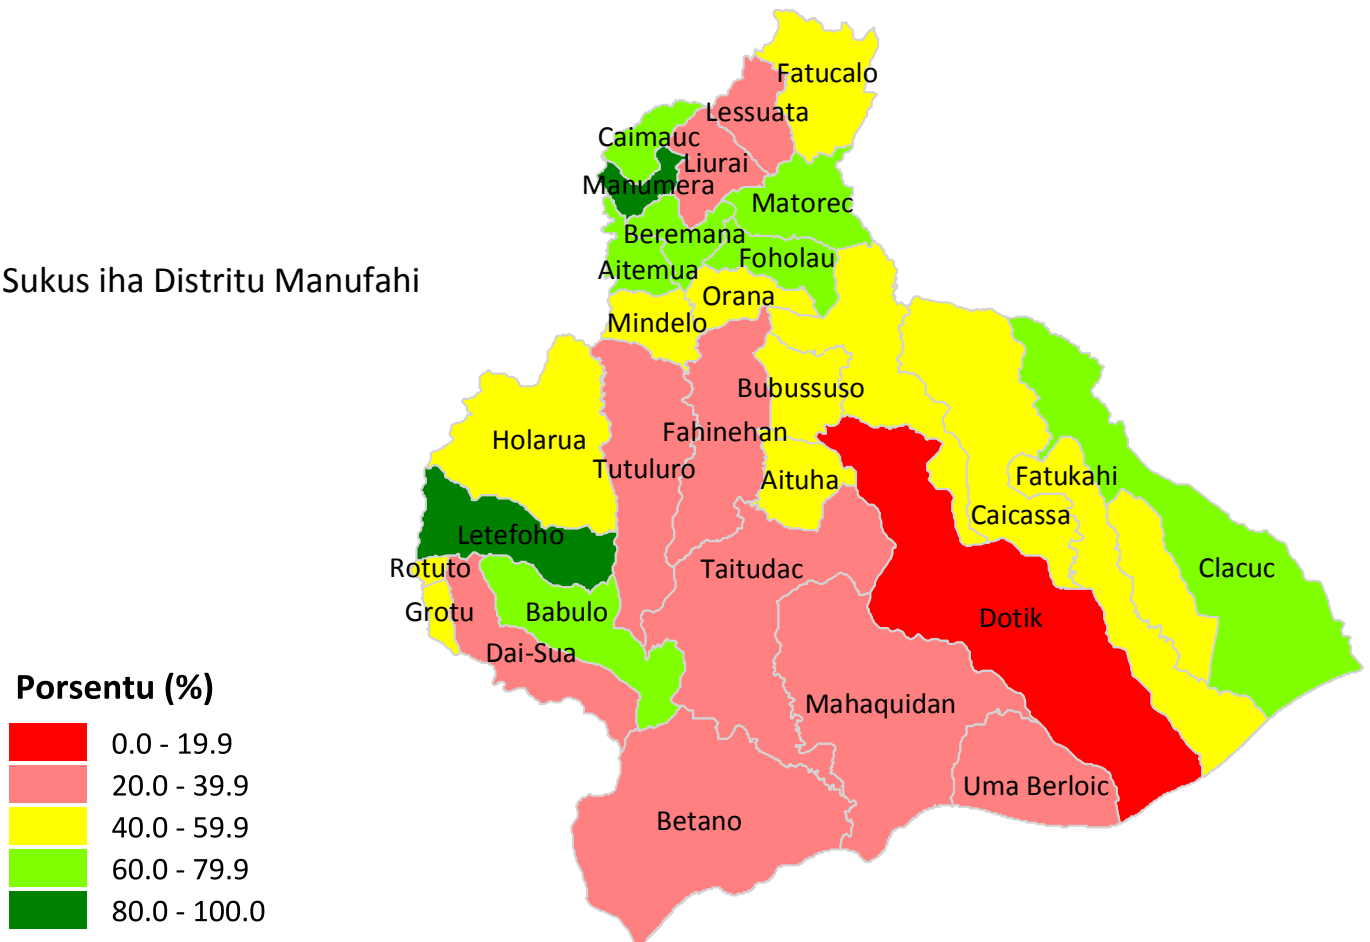 Fatucalo
Lessuata
Caimauc
Liurai
Manumera
Matorec
Beremana
Foholau
Aitemua
Sukus iha Distritu Manufahi
Orana
Mindelo
Bubussuso
Fahinehan
Holarua
Tutuluro
Aituha
Fatukahi
Caicassa
Letefoho
Rotuto
Taitudac
Clacuc
Grotu
Babulo
Dotik
Dai-Sua
Mahaquidan
Uma Berloic
Betano
Porsentu (%)
0.0 - 19.9
20.0 - 39.9
40.0 - 59.9
60.0 - 79.9
80.0 - 100.0